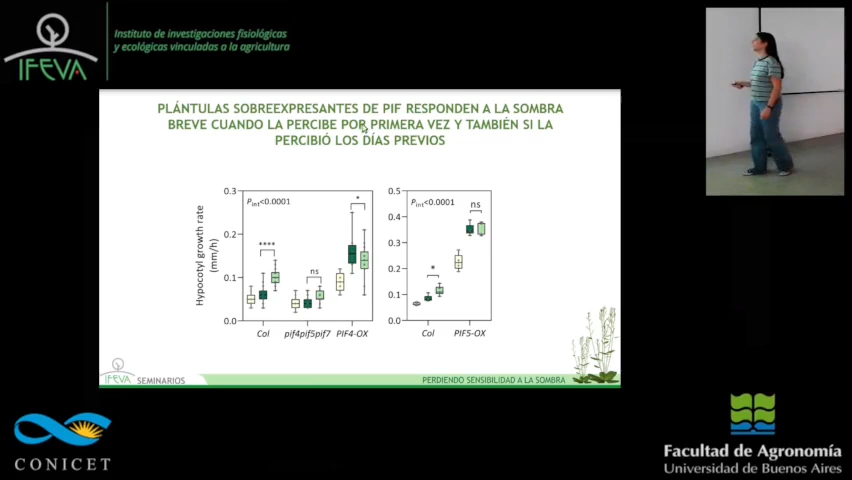 IFEVA
Instituto de investigaciones fisiológicas
y ecológicas vinculadas a la agricultura
PLÁNTULAS SOBREEXPRESANTES DE PIF RESPONDEN A LA SOMBRA
BREVE CUANDO LA PERCIBE POR PRIMERA VEZ Y TAMBIÉN SI LA
PERCIBIÓ LOS DÍAS PREVIOS
Hypocotyl growth rate
(mm/h)
0.3
0.2
0.1
0.0
Pint<0.0001
****
ns
*
Col
pif4pif5pif7
PIF4-OX
0.5
0.4
0.3
0.2
0.1
0.0
Pint<0.0001
*
ns
Col
PIF5-OX
IFEVA SEMINARIOS
PERDIENDO SENSIBILIDAD A LA SOMBRA
CONICET
Facultad de Agronomía
Universidad de Buenos Aires